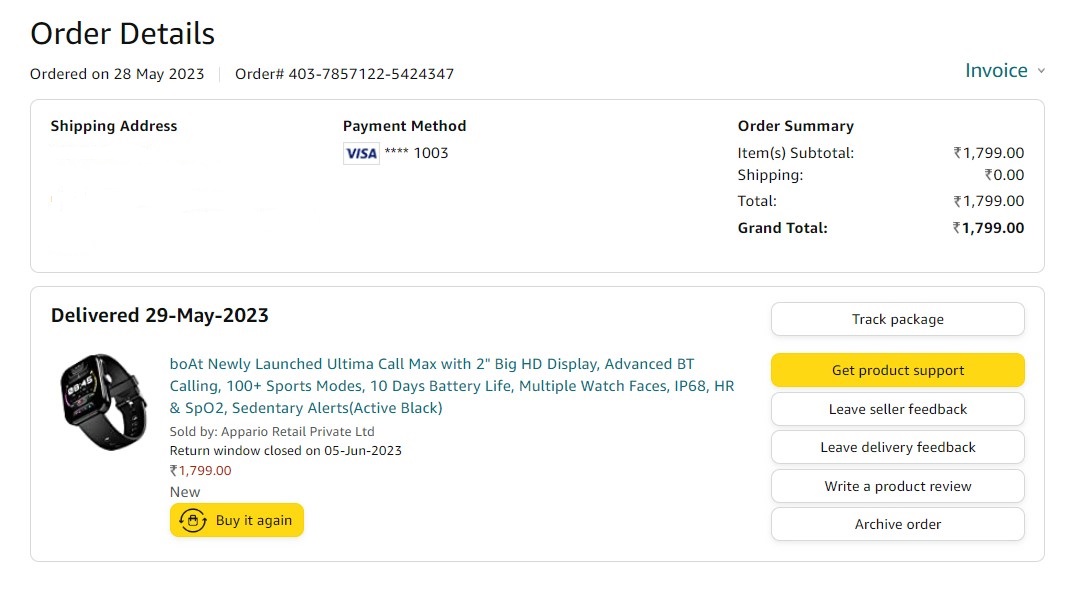 Order Details
Ordered on 28 May 2023 Order# 403-7857122-5424347
Invoice
Shipping Address
Payment Method
VISA **** 1003
Order Summary
Item(s) Subtotal: ₹1,799.00
Shipping: ₹0.00
Total: ₹1,799.00
Grand Total: ₹1,799.00
Delivered 29-May-2023
boAt Newly Launched Ultima Call Max with 2" Big HD Display, Advanced BT
Calling, 100+ Sports Modes, 10 Days Battery Life, Multiple Watch Faces, IP68, HR
& SpO2, Sedentary Alerts(Active Black)
Sold by: Appario Retail Private Ltd
Return window closed on 05-Jun-2023
₹1,799.00
New
Buy it again
Track package
Get product support
Leave seller feedback
Leave delivery feedback
Write a product review
Archive order